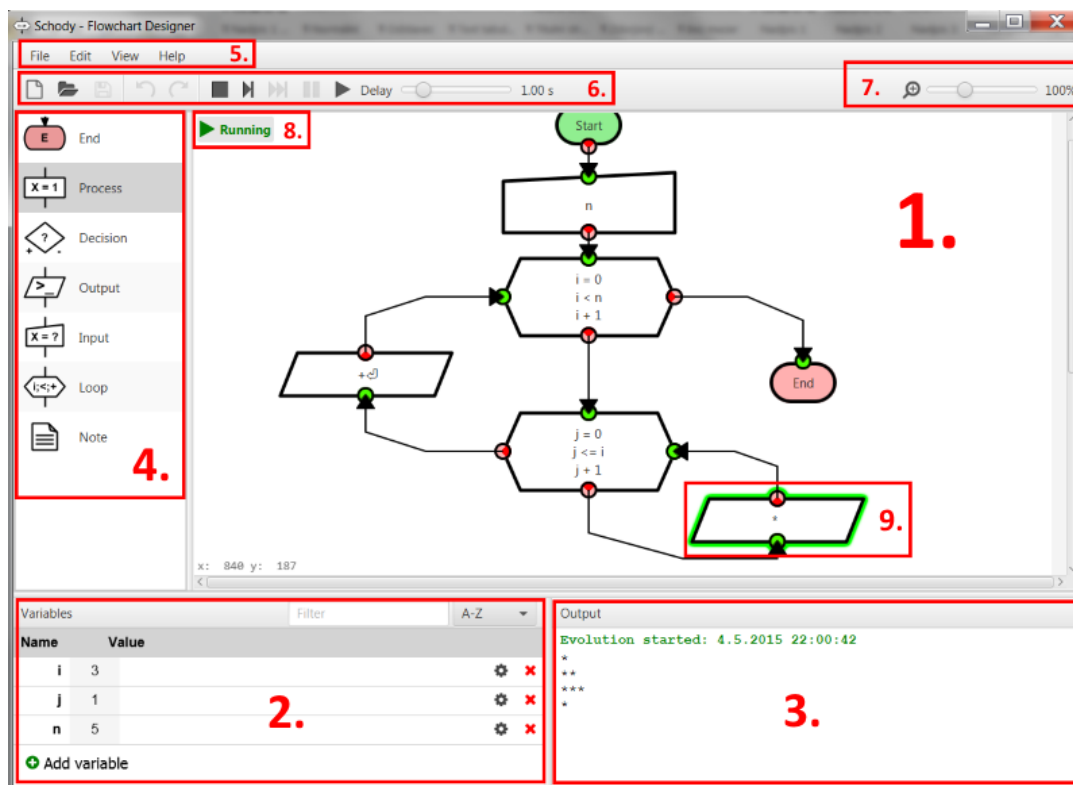 Schody - Flowchart Designer
File Edit View Help 5.
Delay 1.00 s 6.
7. 100%
E End
X = 1 Process
? Decision
+ -
>_ Output
X = ? Input
i;<;+ Loop
Note
4.
Running 8.
Start
n
1.
i = 0
i < n
i + 1
+⏎
End
j = 0
j <= i
j + 1
*
9.
x: 840 y: 187
Variables Filter A-Z
Name Value
i 3
j 1
n 5
2.
Add variable
Output
Evolution started: 4.5.2015 22:00:42
*
**
***
*
3.